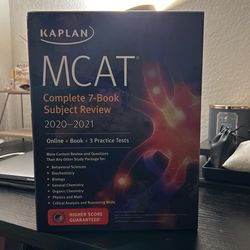 KAPLAN
MCAT®
Complete 7-Book
Subject Review
2020–2021
Online + Book + 3 Practice Tests
More Content Review and Questions
Than Any Other Study Package for:
• Behavioral Sciences
• Biochemistry
• Biology
• General Chemistry
• Organic Chemistry
• Physics and Math
• Critical Analysis and Reasoning Skills
HIGHER SCORE
GUARANTEED